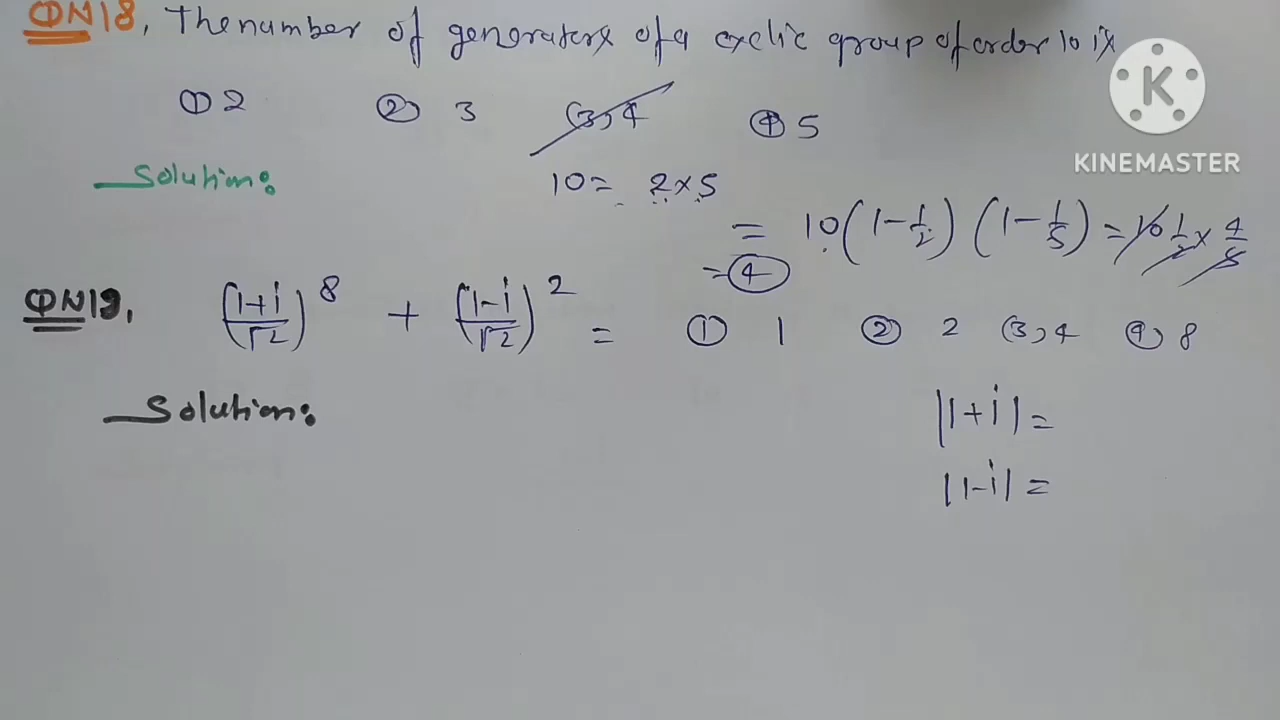 QN18, The number of generators of a cyclic group of order 10 is
① 2 ② 3 (3) 4 ④ 5
K
KINEMASTER
Solution:
10 = 2×5
= 10(1-1/2)(1-1/5) = 10 1/2 × 4/5
= 4
QN19, ((1+i)/√2)^8 + ((1-i)/√2)^2 = ① 1 ② 2 (3) 4 ④ 8
Solution:
|1+i| =
|1-i| =